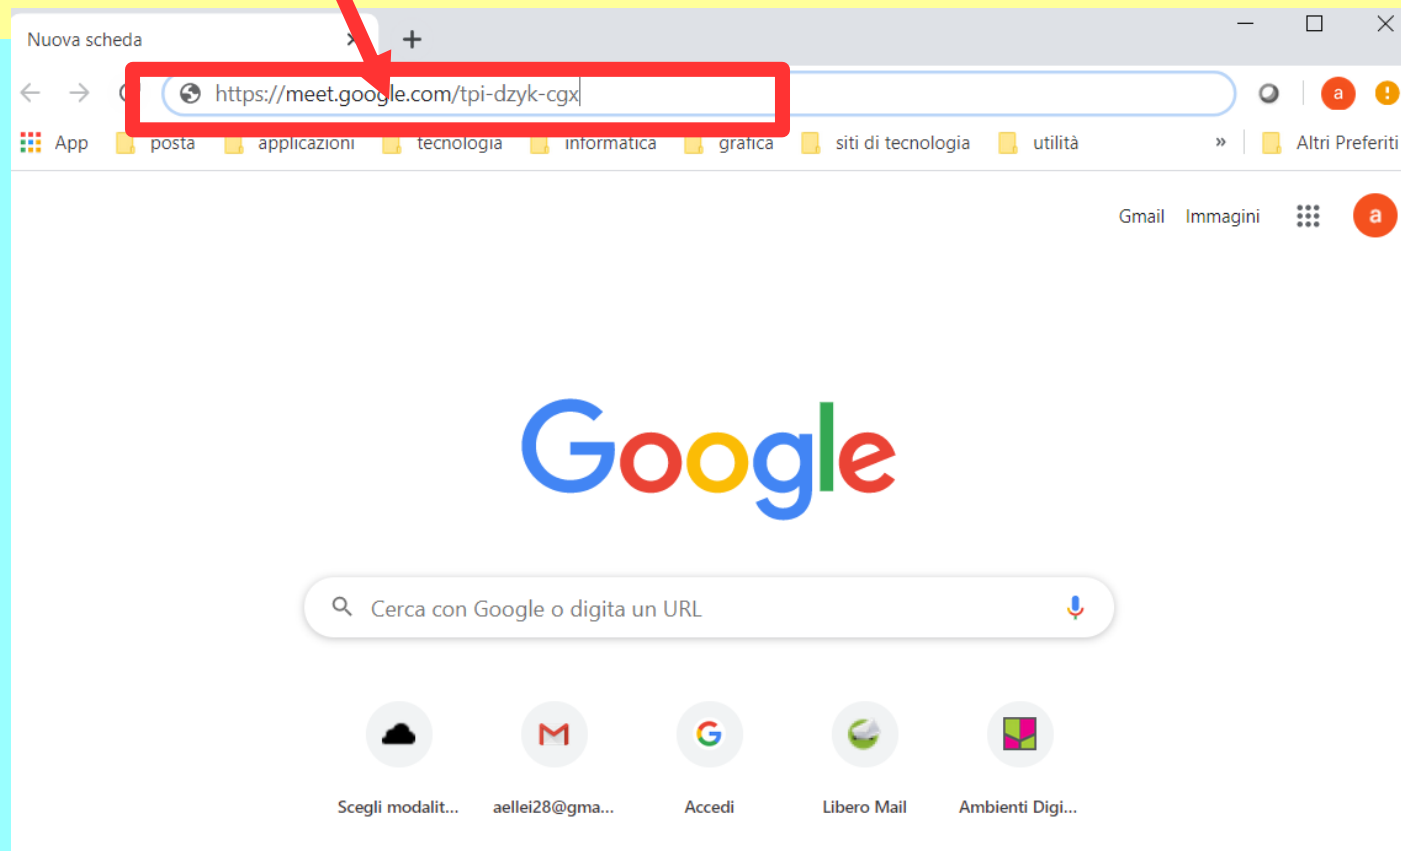 Nuova scheda
https://meet.google.com/tpi-dzyk-cgx
a
App posta applicazioni tecnologia informatica grafica siti di tecnologia utilità » Altri Preferiti
Gmail Immagini a
Google
Cerca con Google o digita un URL
Scegli modalit... aellei28@gma... Accedi Libero Mail Ambienti Digi...